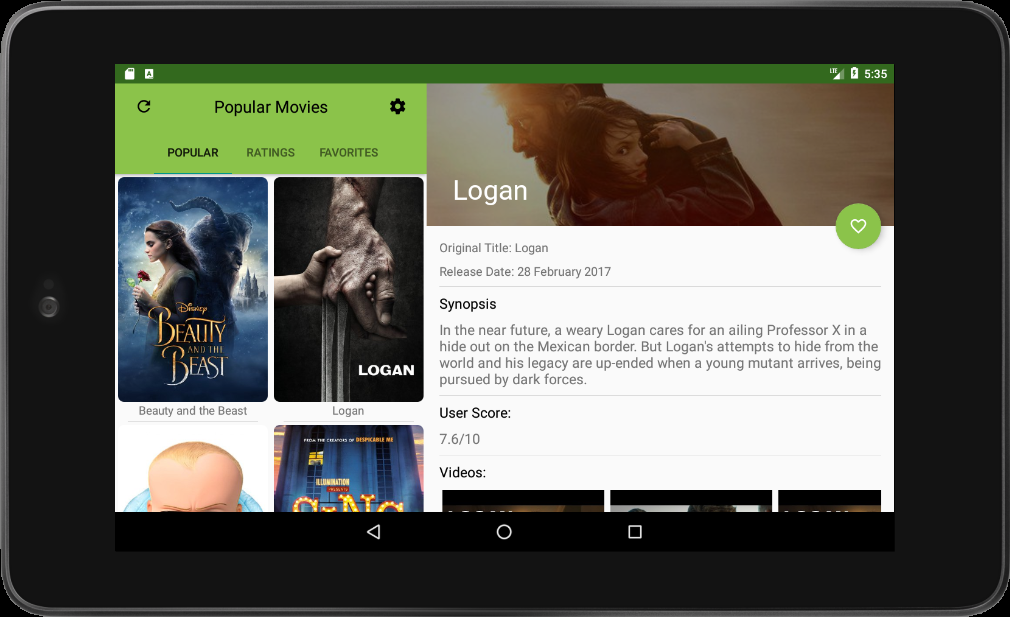 LTE 5:35
Popular Movies
POPULAR RATINGS FAVORITES
Disney
BEAUTY
AND THE
BEAST
LOGAN
Beauty and the Beast
Logan
FROM THE CREATORS OF DESPICABLE ME
ILLUMINATION
PRESENTS
Logan
Original Title: Logan
Release Date: 28 February 2017
Synopsis
In the near future, a weary Logan cares for an ailing Professor X in a
hide out on the Mexican border. But Logan's attempts to hide from the
world and his legacy are up-ended when a young mutant arrives, being
pursued by dark forces.
User Score:
7.6/10
Videos: